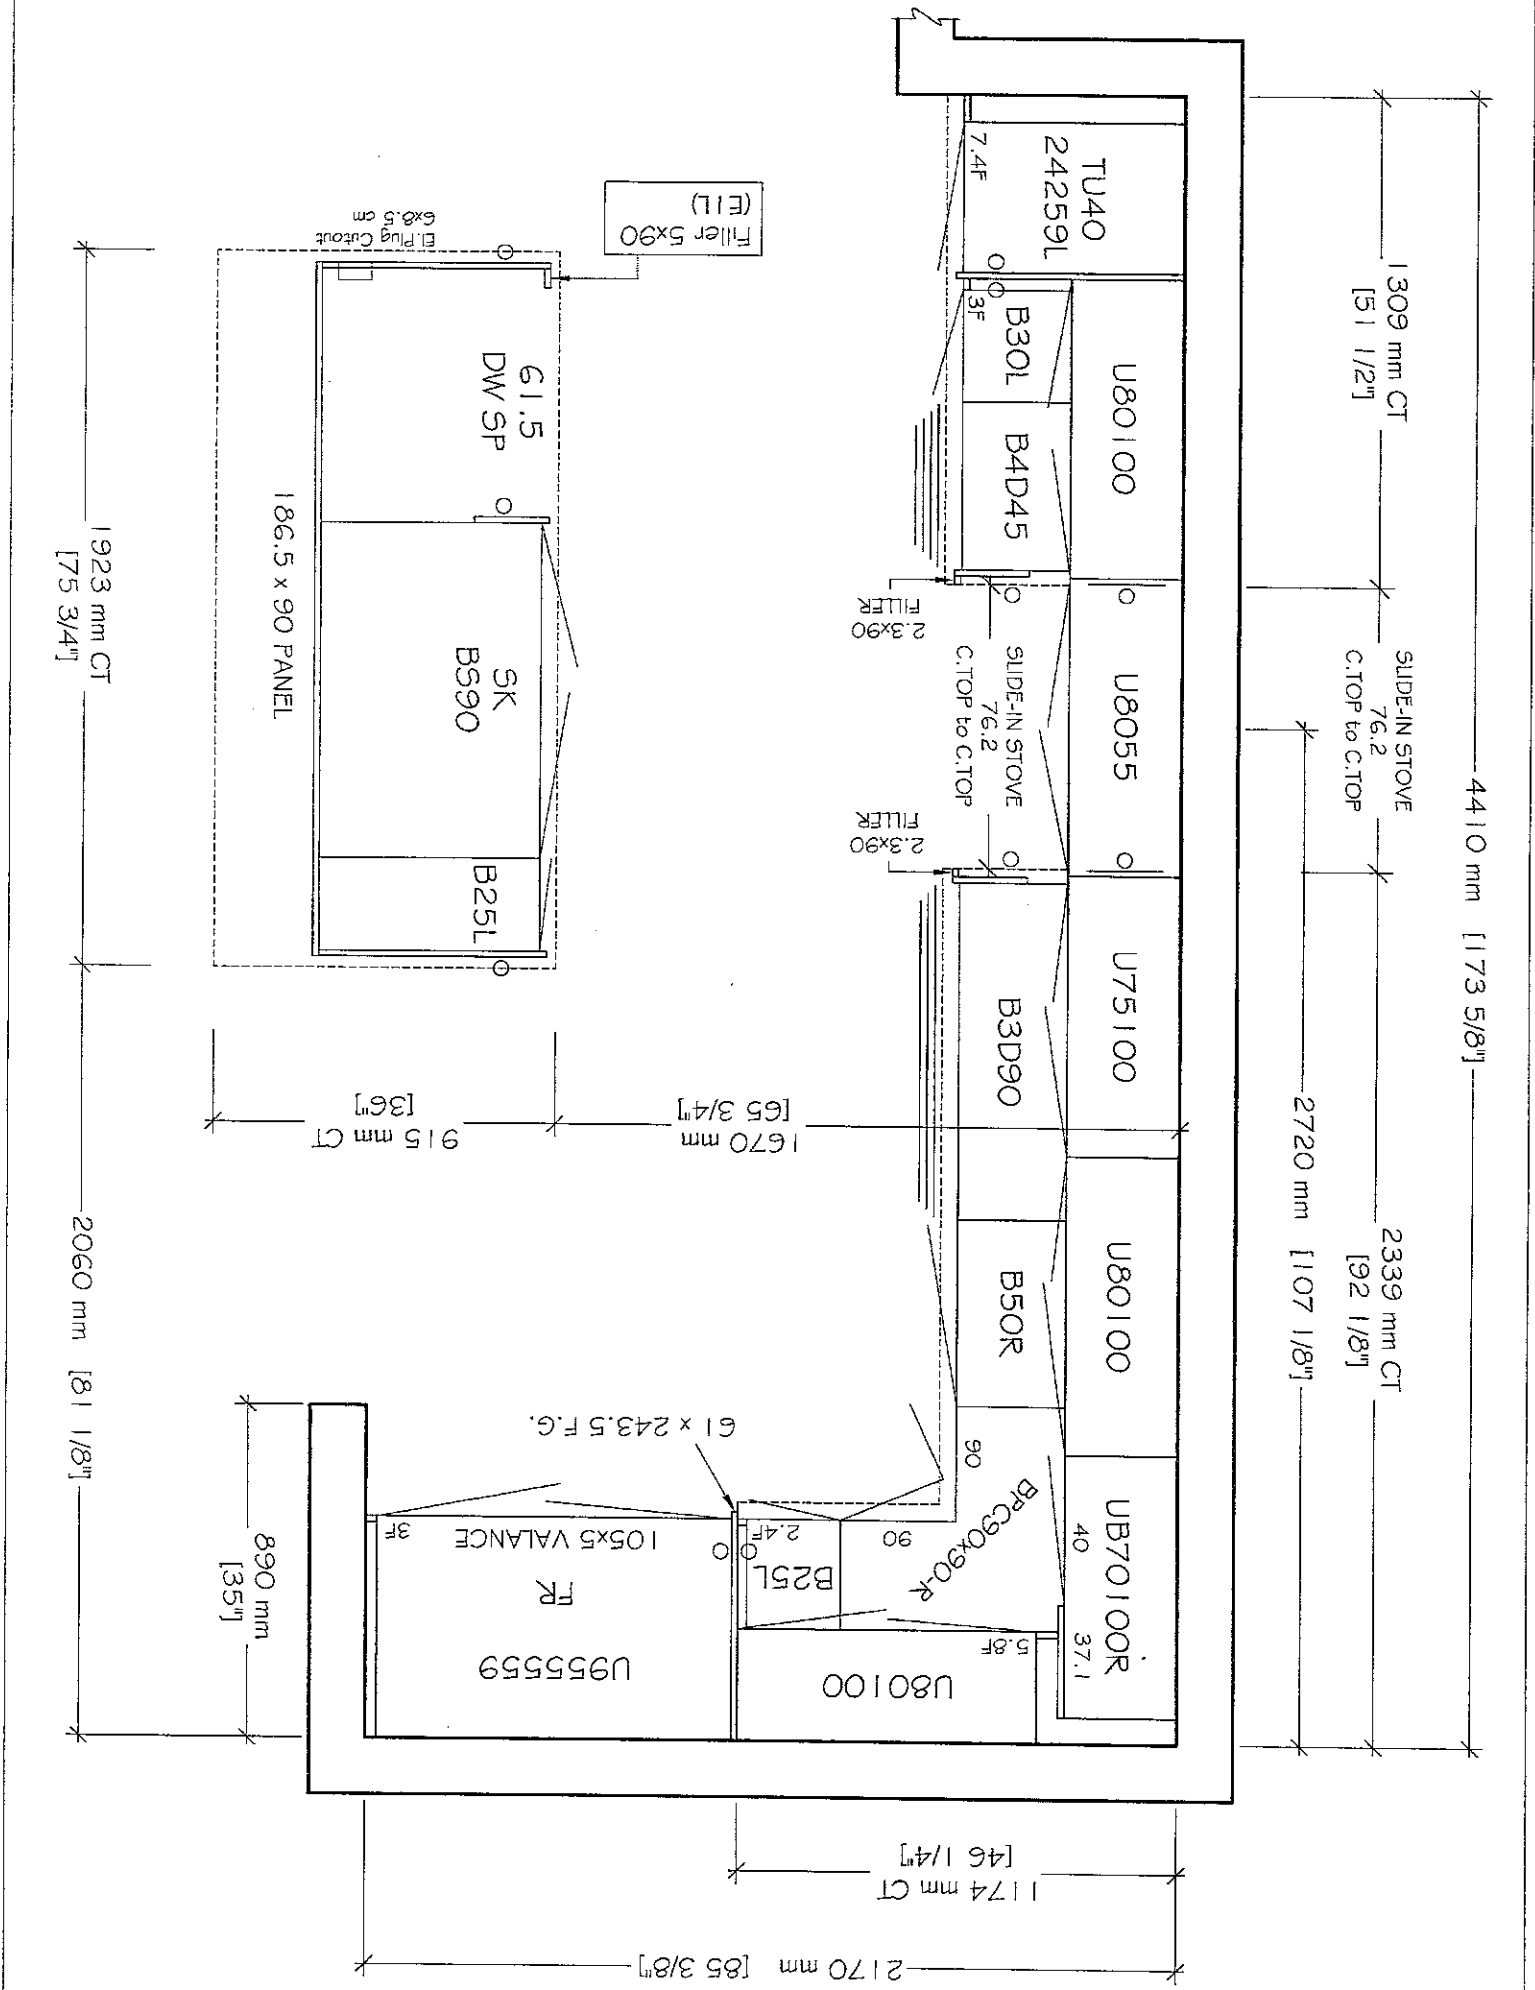 4410 mm [173 5/8"]
1309 mm CT
[51 1/2"]
SLIDE-IN STOVE
76.2
C.TOP to C.TOP
2339 mm CT
[92 1/8"]
2720 mm [107 1/8"]
TU40
24259L
7.4F
U80100
U8055
U75100
U80100
UB70100R
40
37.1
B30L
3F
B4D45
SLIDE-IN STOVE
76.2
C.TOP to C.TOP
B3D90
B50R
BPC90x90-R
90
90
2.3x90
FILLER
2.3x90
FILLER
Filler 5x90
(E1L)
El.Plug Cutout
6x8.5 cm
61.5
DW SP
SK
BS90
B25L
186.5 x 90 PANEL
1923 mm CT
[75 3/4"]
2060 mm [81 1/8"]
915 mm CT
[36"]
1670 mm
[65 3/4"]
61 x 243.5 F.G.
B25L
2.4F
5.8F
U80100
105x5 VALANCE
3F
FR
U955559
890 mm
[35"]
1174 mm CT
[46 1/4"]
2170 mm [85 3/8"]